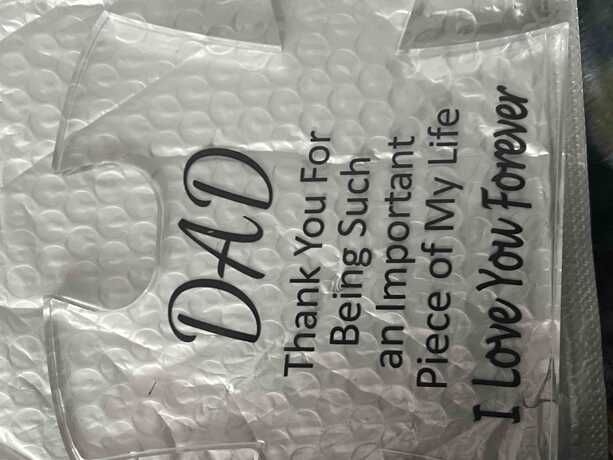 DAD
Thank You For
Being Such
an Important
Piece of My Life
I Love You Forever